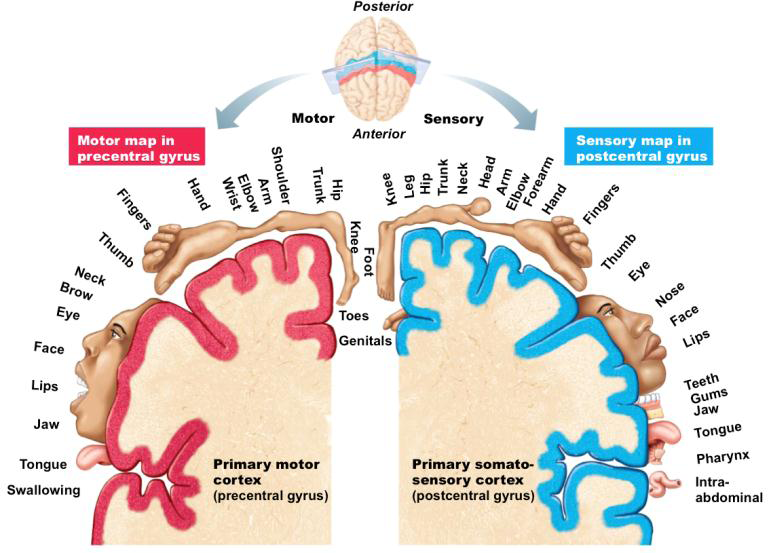 Posterior
Motor
Sensory
Anterior
Motor map in
precentral gyrus
Sensory map in
postcentral gyrus
Swallowing
Tongue
Jaw
Lips
Face
Eye
Brow
Neck
Thumb
Fingers
Hand
Wrist
Elbow
Arm
Shoulder
Trunk
Hip
Knee
Toes
Genitals
Foot
Knee
Leg
Hip
Trunk
Neck
Head
Arm
Elbow
Forearm
Hand
Fingers
Thumb
Eye
Nose
Face
Lips
Teeth
Gums
Jaw
Tongue
Pharynx
Intra-
abdominal
Primary motor
cortex
(precentral gyrus)
Primary somato-
sensory cortex
(postcentral gyrus)